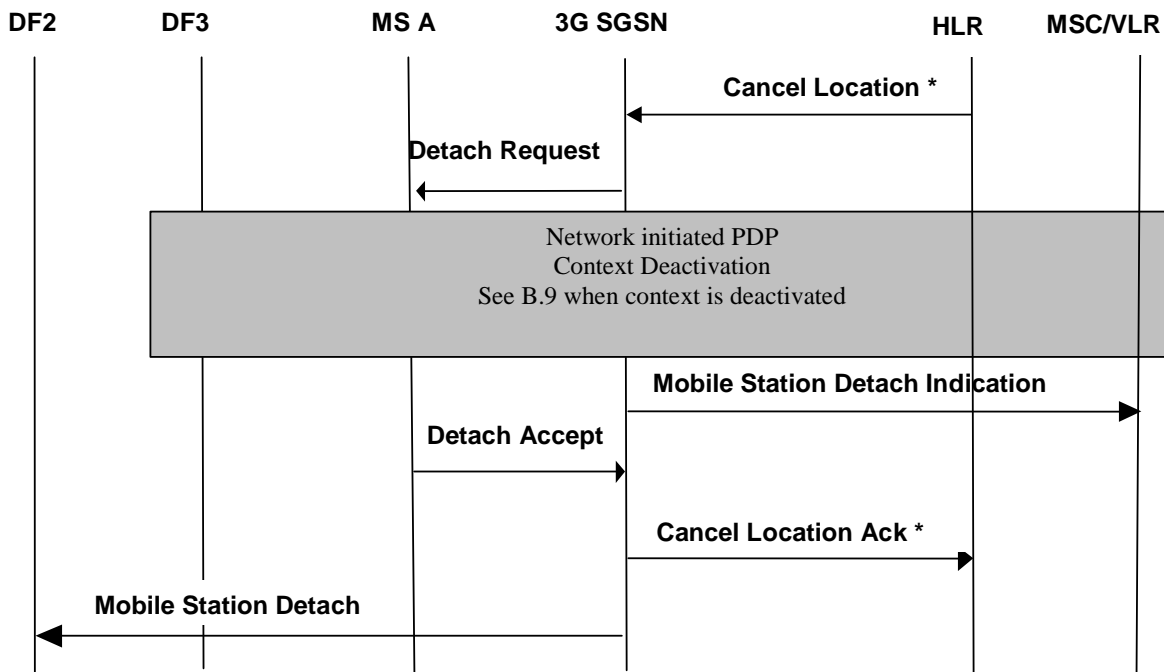 DF2 DF3 MS A 3G SGSN HLR MSC/VLR
Cancel Location *
Detach Request
Network initiated PDP
Context Deactivation
See B.9 when context is deactivated
Mobile Station Detach Indication
Detach Accept
Cancel Location Ack *
Mobile Station Detach